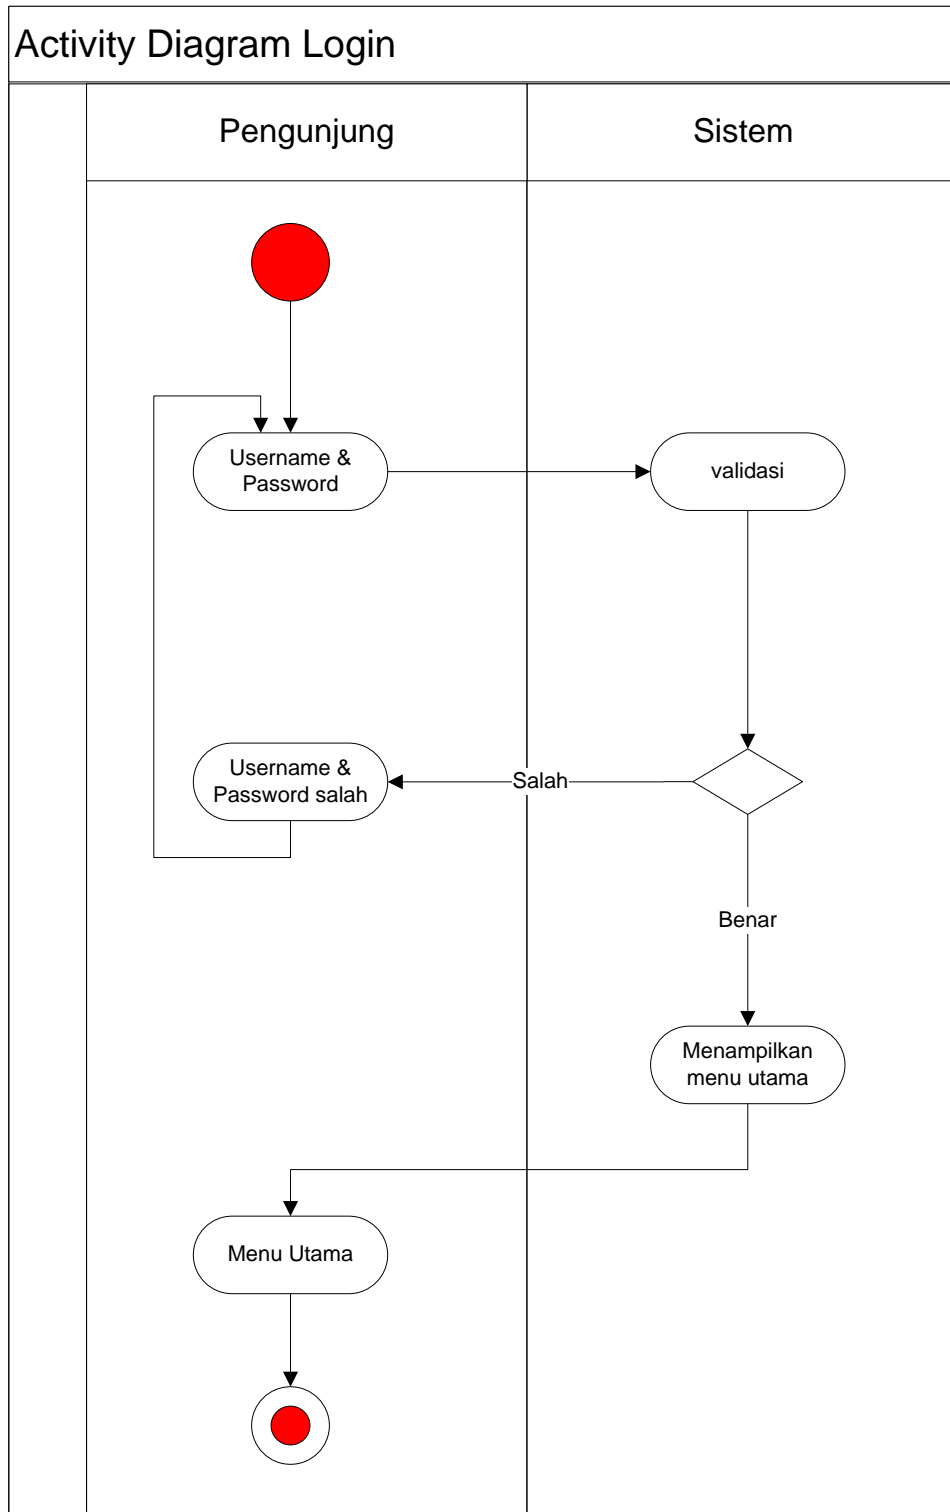 Activity Diagram Login
Pengunjung
Sistem
Username &
Password
validasi
Username &
Password salah
Salah
Benar
Menampilkan
menu utama
Menu Utama